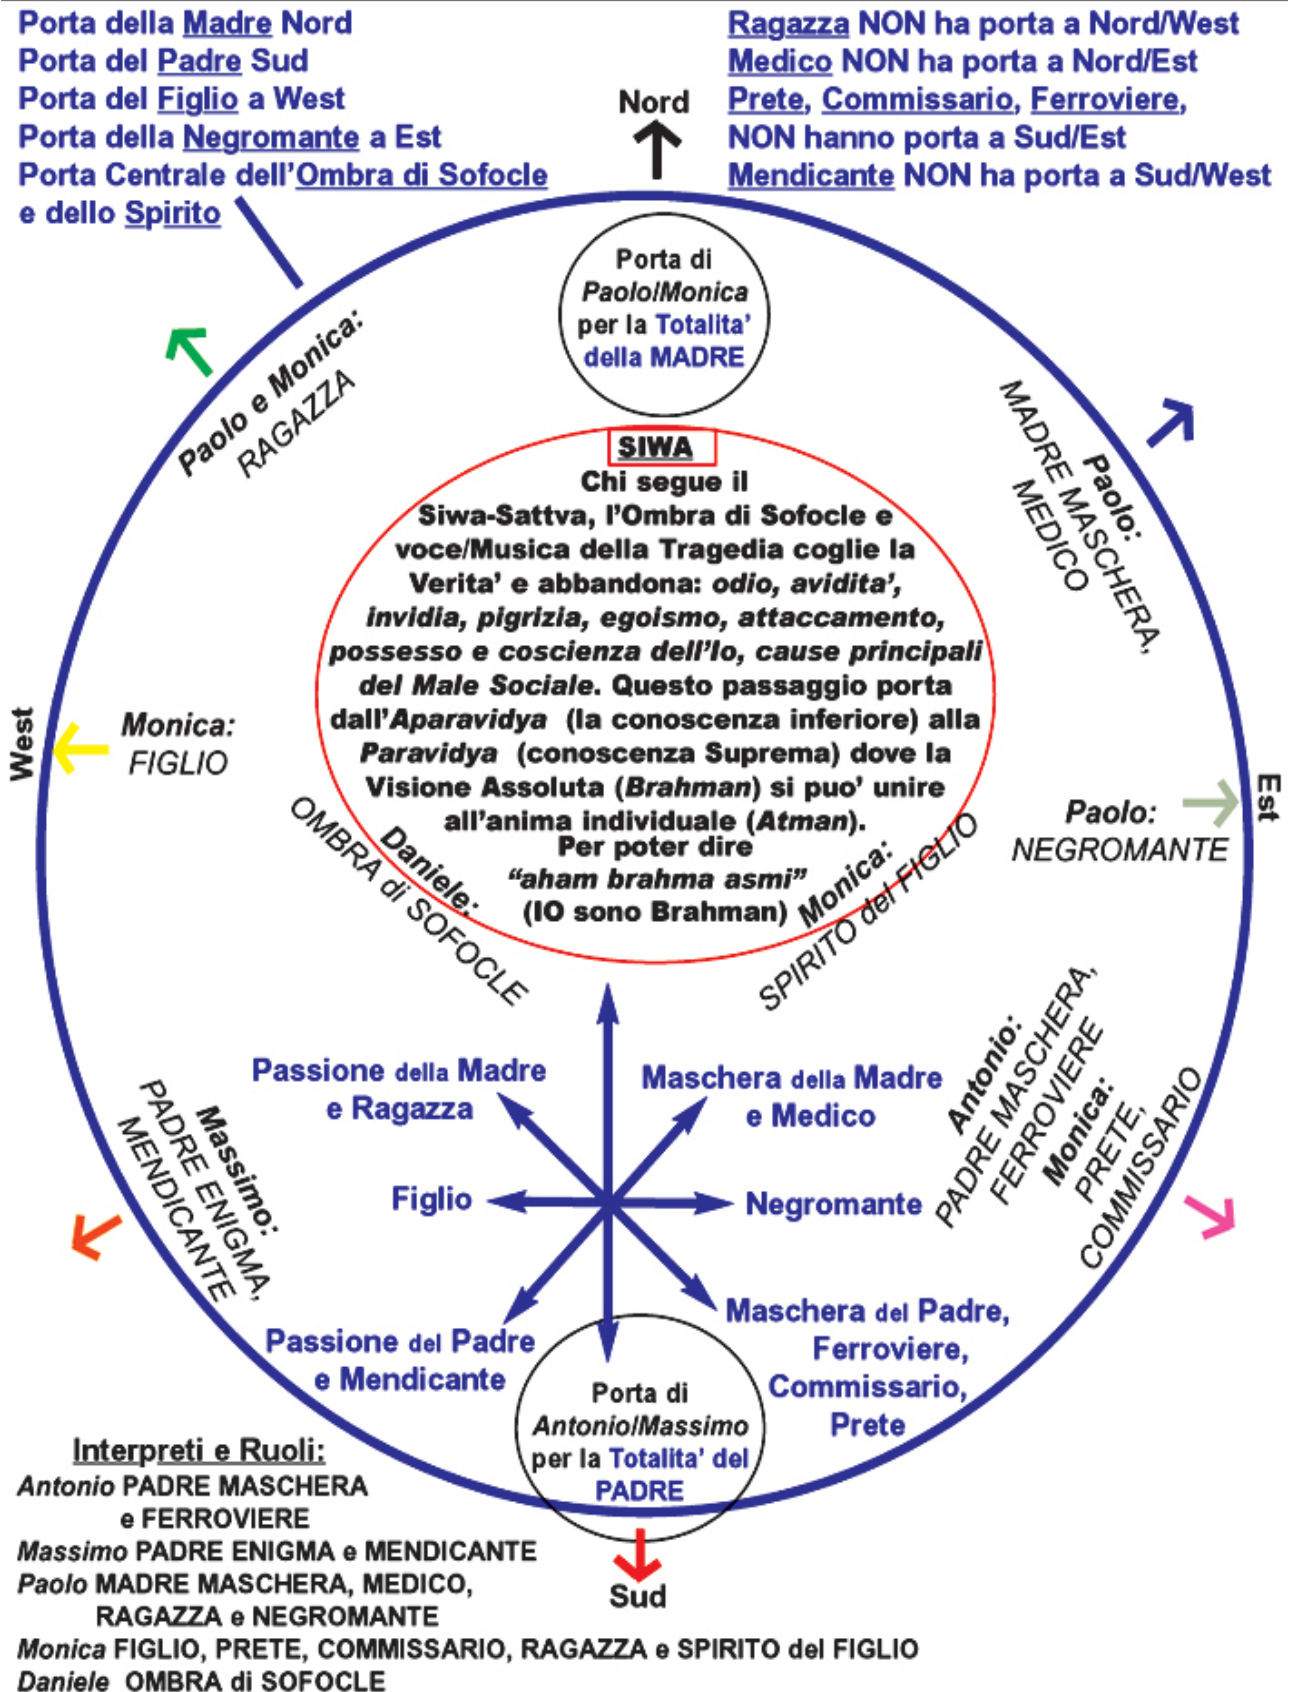 Porta della Madre Nord
Porta del Padre Sud
Porta del Figlio a West
Porta della Negromante a Est
Porta Centrale dell'Ombra di Sofocle
e dello Spirito
Ragazza NON ha porta a Nord/West
Medico NON ha porta a Nord/Est
Prete, Commissario, Ferroviere,
NON hanno porta a Sud/Est
Mendicante NON ha porta a Sud/West
Nord
Porta di
Paolo/Monica
per la Totalita'
della MADRE
Paolo e Monica:
RAGAZZA
Paolo:
MADRE MASCHERA,
MEDICO
SIWA
Chi segue il
Siwa-Sattva, l'Ombra di Sofocle e
voce/Musica della Tragedia coglie la
Verita' e abbandona: odio, avidita',
invidia, pigrizia, egoismo, attaccamento,
possesso e coscienza dell'Io, cause principali
del Male Sociale. Questo passaggio porta
dall'Aparavidya (la conoscenza inferiore) alla
Paravidya (conoscenza Suprema) dove la
Visione Assoluta (Brahman) si puo' unire
all'anima individuale (Atman).
Per poter dire
“aham brahma asmi”
(IO sono Brahman)
West
Monica:
FIGLIO
Est
Paolo:
NEGROMANTE
Daniele:
OMBRA di SOFOCLE
Monica:
SPIRITO del FIGLIO
Antonio:
PADRE MASCHERA,
FERROVIERE
Monica:
PRETE,
COMMISSARIO
Massimo:
PADRE ENIGMA,
MENDICANTE
Passione della Madre
e Ragazza
Maschera della Madre
e Medico
Figlio
Negromante
Passione del Padre
e Mendicante
Maschera del Padre,
Ferroviere,
Commissario,
Prete
Porta di
Antonio/Massimo
per la Totalita' del
PADRE
Sud
Interpreti e Ruoli:
Antonio PADRE MASCHERA
e FERROVIERE
Massimo PADRE ENIGMA e MENDICANTE
Paolo MADRE MASCHERA, MEDICO,
RAGAZZA e NEGROMANTE
Monica FIGLIO, PRETE, COMMISSARIO, RAGAZZA e SPIRITO del FIGLIO
Daniele OMBRA di SOFOCLE